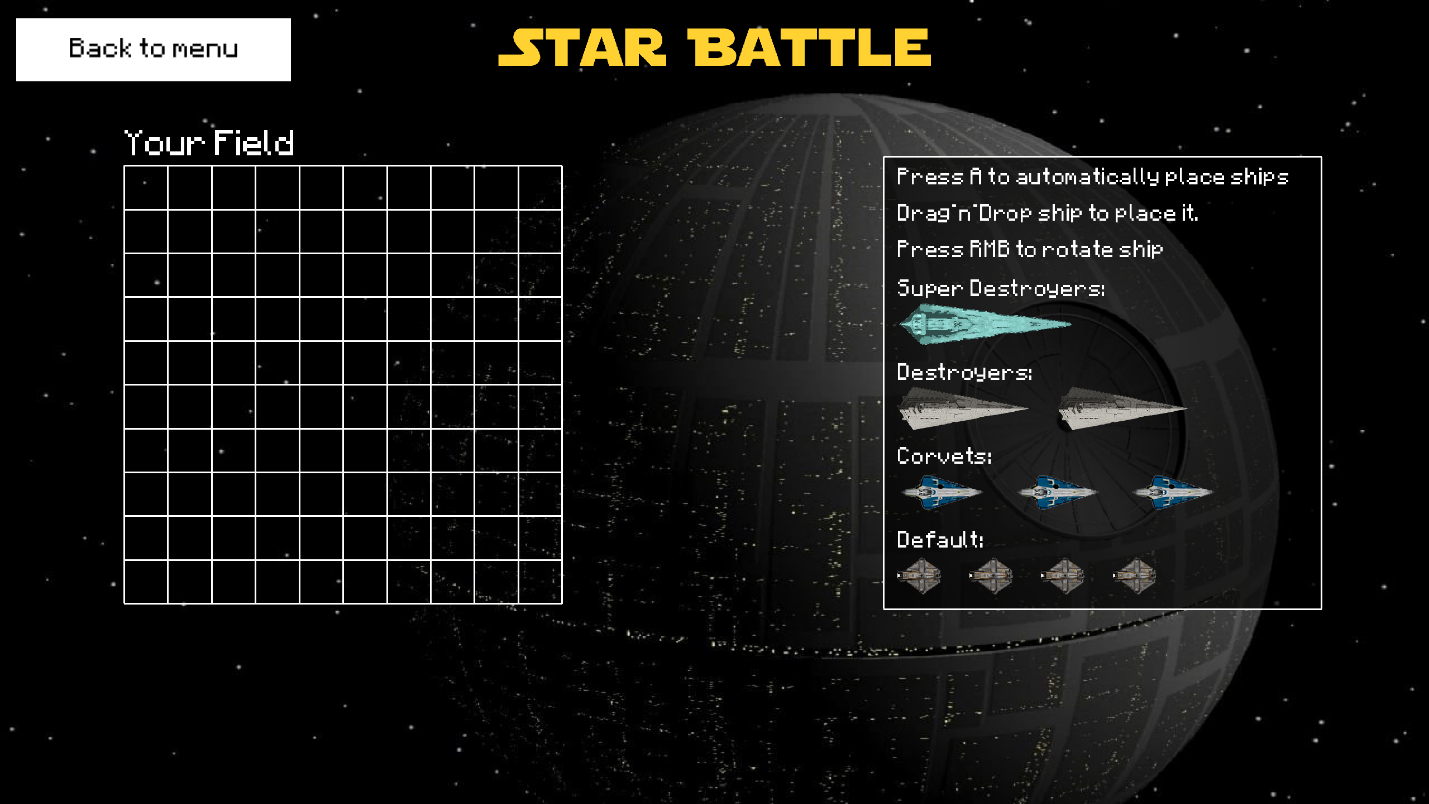 Back to menu
STAR BATTLE
Your Field
Press A to automatically place ships
Drag'n'Drop ship to place it.
Press RMB to rotate ship
Super Destroyers:
Destroyers:
Corvets:
Default: